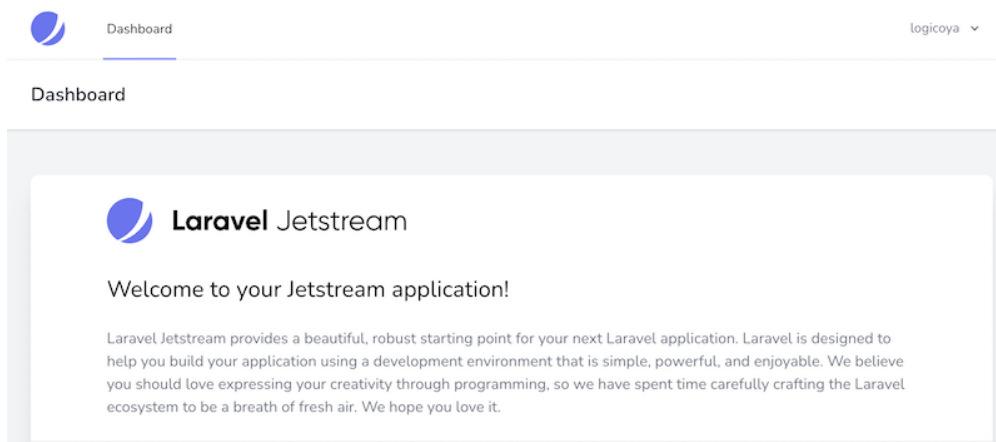 Dashboard
logicoya
Dashboard
Laravel Jetstream
Welcome to your Jetstream application!
Laravel Jetstream provides a beautiful, robust starting point for your next Laravel application. Laravel is designed to
help you build your application using a development environment that is simple, powerful, and enjoyable. We believe
you should love expressing your creativity through programming, so we have spent time carefully crafting the Laravel
ecosystem to be a breath of fresh air. We hope you love it.